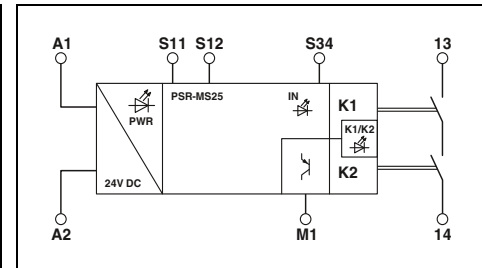 A1 S11 S12 S34 13
PSR-MS25 IN K1
PWR K1/K2
24V DC K2
A2 M1 14